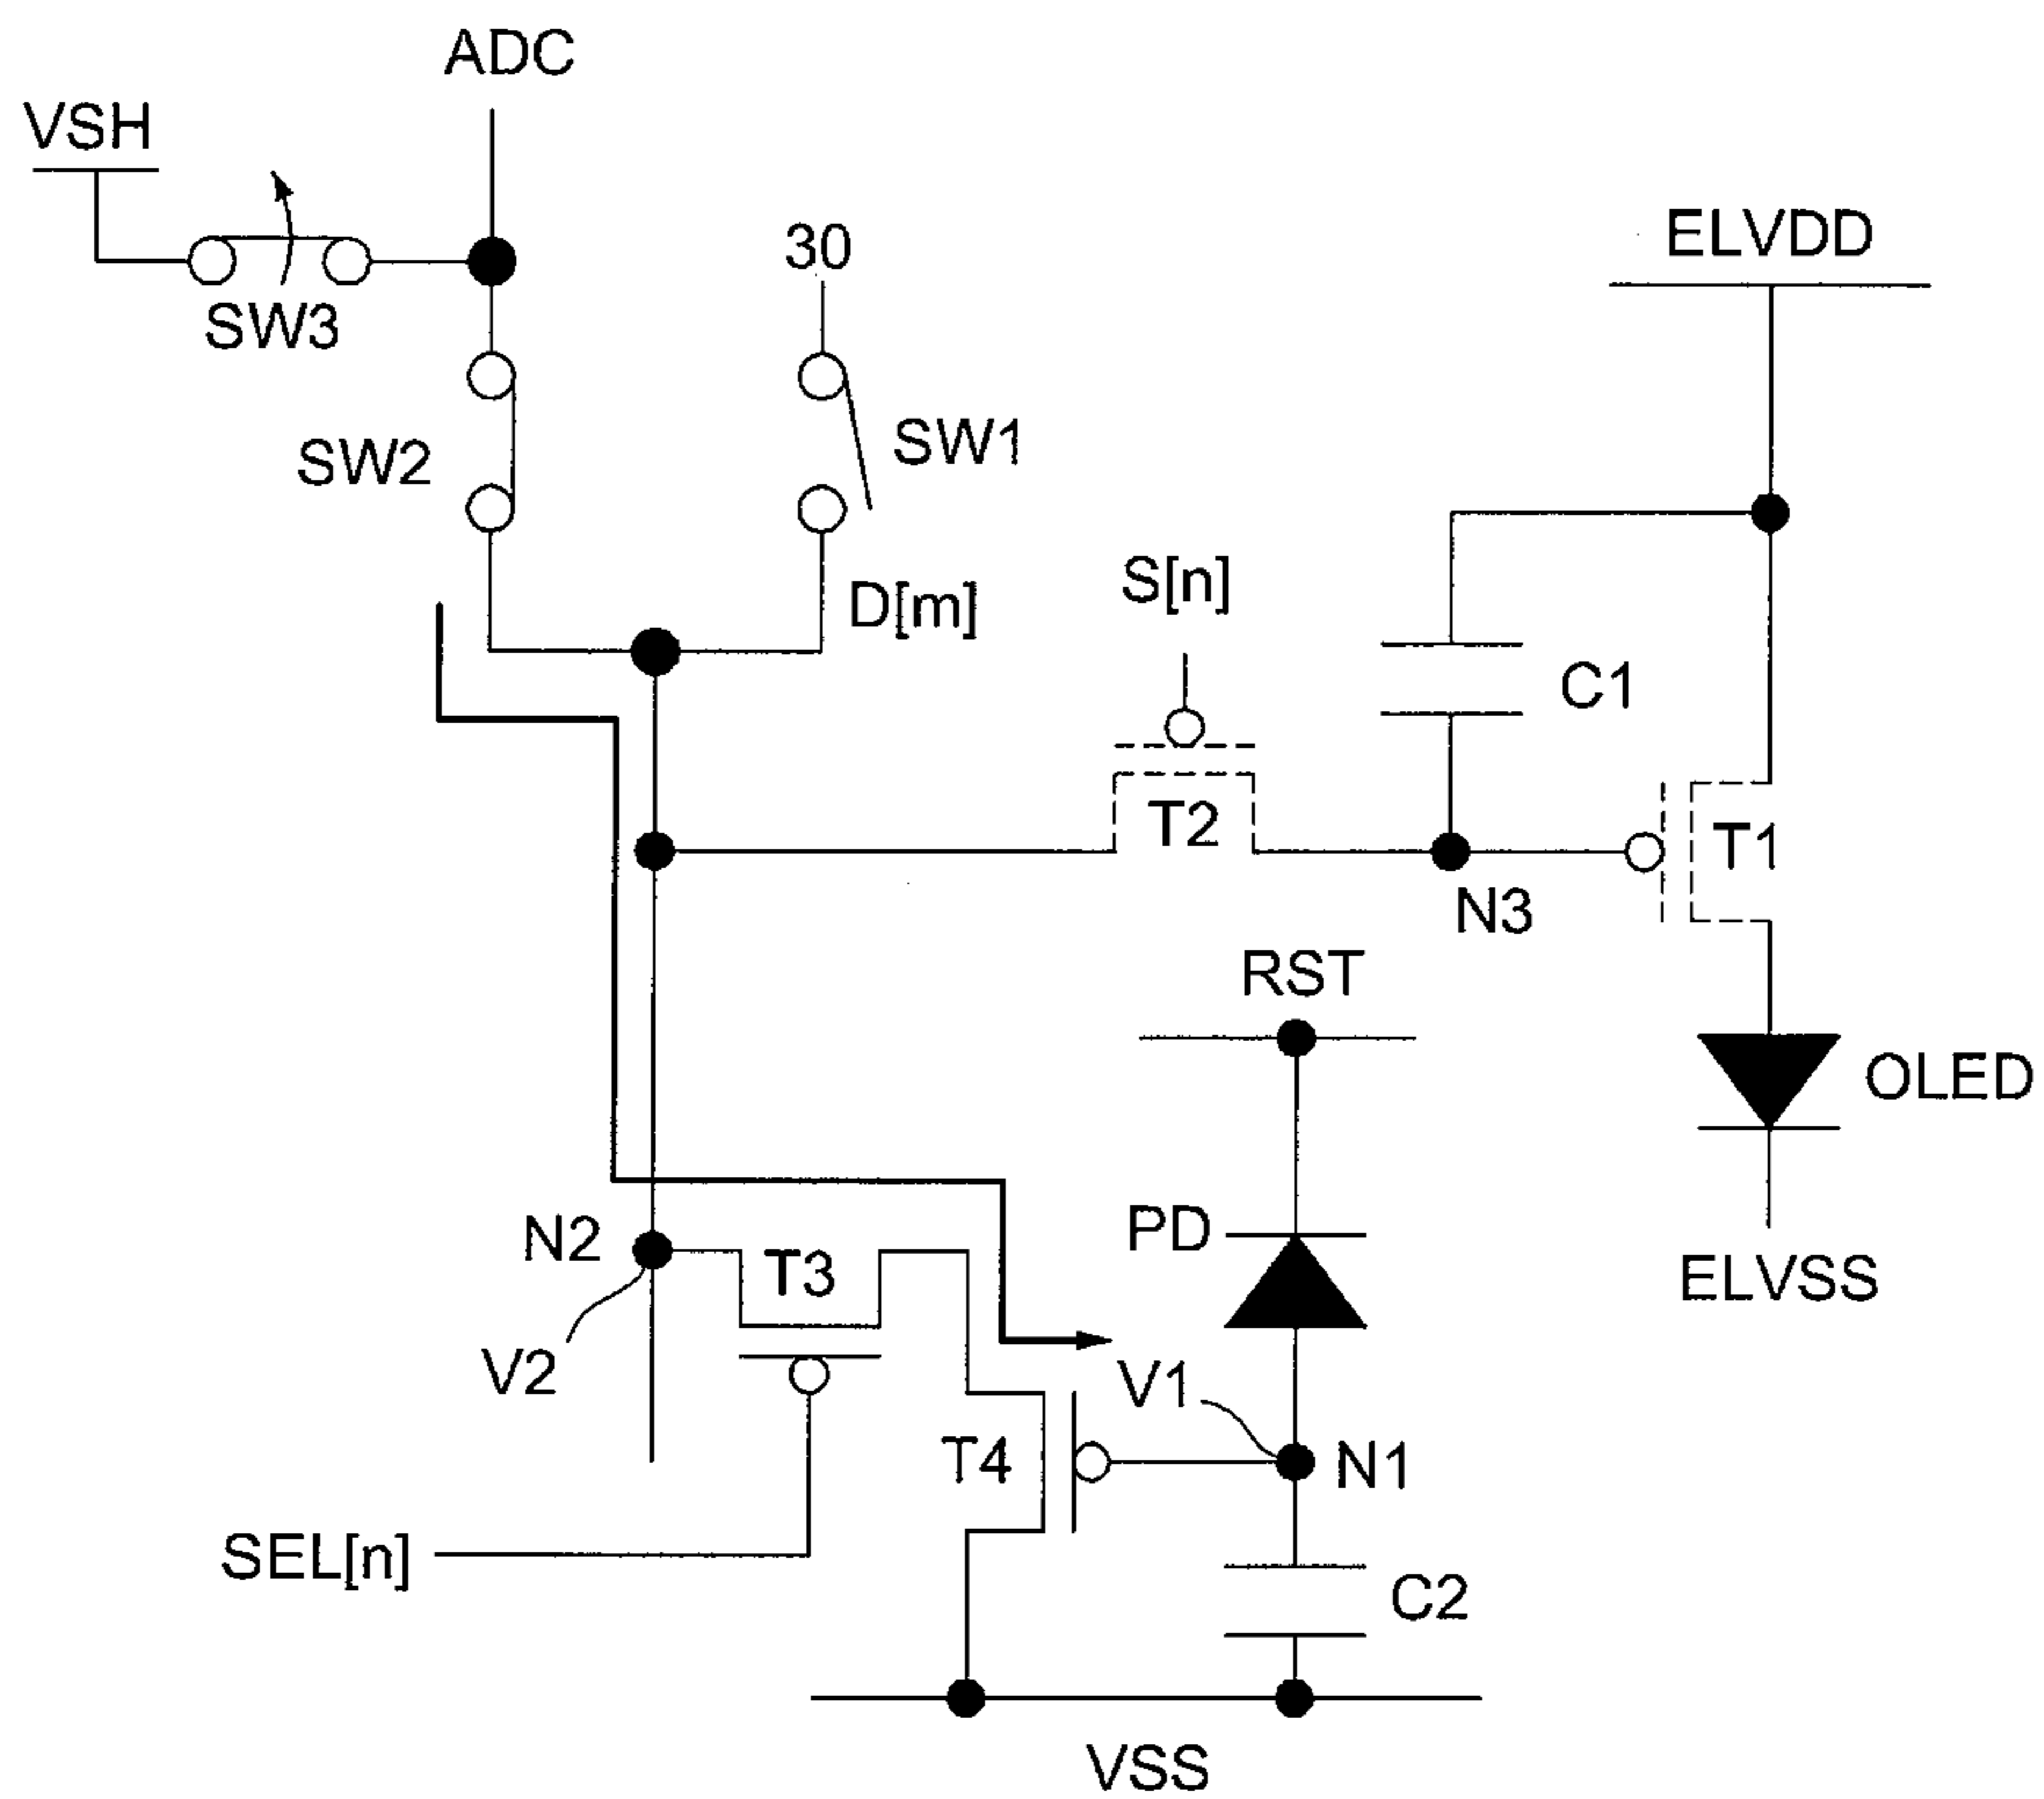 ADC
VSH
30
ELVDD
SW3
SW1
SW2
S[n]
D[m]
C1
T2
T1
N3
RST
OLED
PD
N2
T3
ELVSS
V2
V1
T4
N1
SEL[n]
C2
VSS